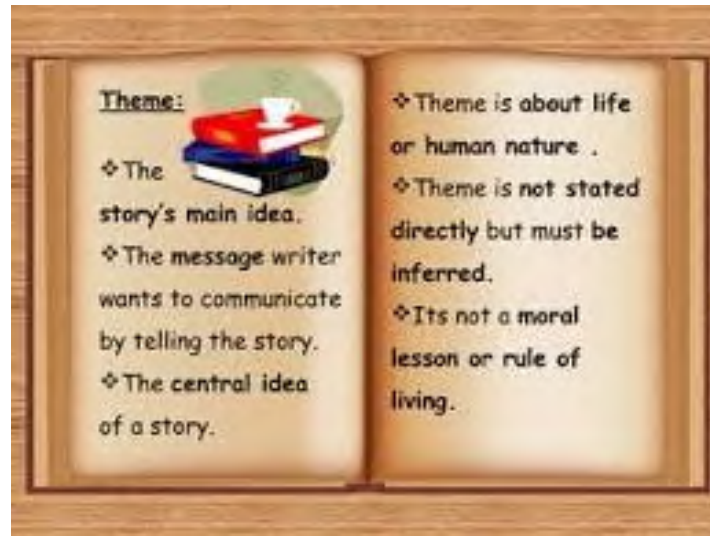 Theme:
❖The
story's main idea.
❖The message writer
wants to communicate
by telling the story.
❖The central idea
of a story.
❖Theme is about life
or human nature .
❖Theme is not stated
directly but must be
inferred.
❖Its not a moral
lesson or rule of
living.